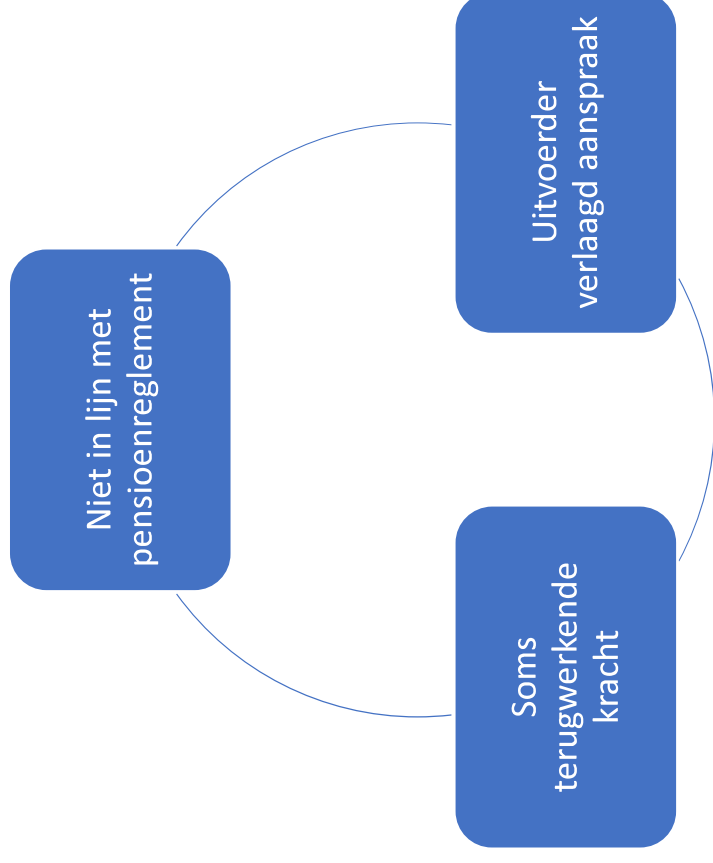 Niet in lijn met
pensioenreglement
Uitvoerder
verlaagd aanspraak
Soms
terugwerkende
kracht